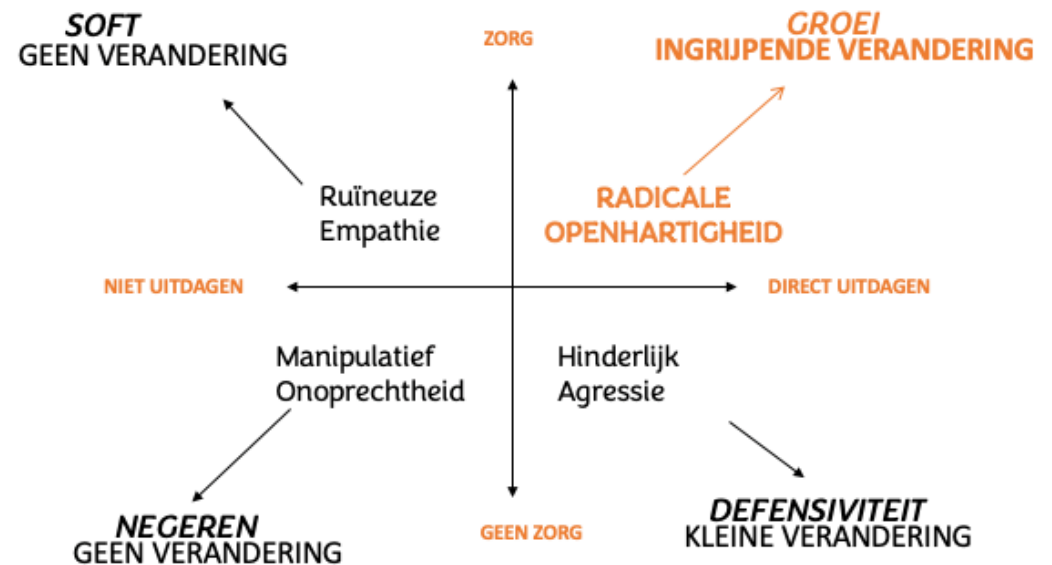 SOFT
GEEN VERANDERING
ZORG
GROEI
INGRIJPENDE VERANDERING
Ruïneuze
Empathie
RADICALE
OPENHARTIGHEID
NIET UITDAGEN
DIRECT UITDAGEN
Manipulatief
Onoprechtheid
Hinderlijk
Agressie
NEGEREN
GEEN VERANDERING
GEEN ZORG
DEFENSIVITEIT
KLEINE VERANDERING